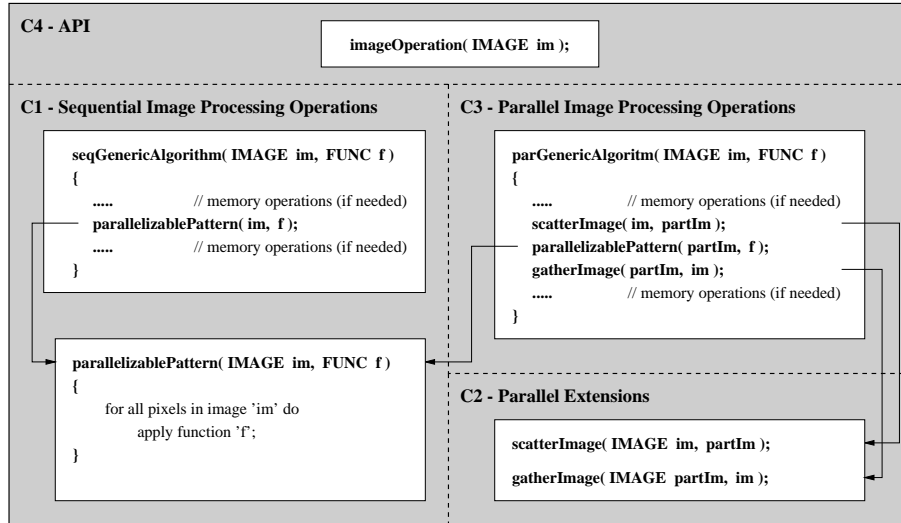 C4 - API
imageOperation( IMAGE im );
C1 - Sequential Image Processing Operations
seqGenericAlgorithm( IMAGE im, FUNC f )
{
..... // memory operations (if needed)
parallelizablePattern( im, f );
..... // memory operations (if needed)
}
parallelizablePattern( IMAGE im, FUNC f )
{
for all pixels in image 'im' do
apply function 'f';
}
C3 - Parallel Image Processing Operations
parGenericAlgoritm( IMAGE im, FUNC f )
{
..... // memory operations (if needed)
scatterImage( im, partIm );
parallelizablePattern( partIm, f );
gatherImage( partIm, im );
..... // memory operations (if needed)
}
C2 - Parallel Extensions
scatterImage( IMAGE im, partIm );
gatherImage( IMAGE partIm, im );